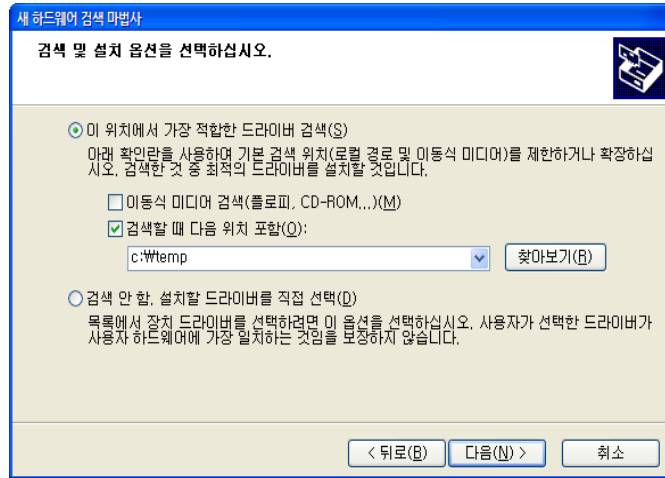 새 하드웨어 검색 마법사
검색 및 설치 옵션을 선택하십시오.
이 위치에서 가장 적합한 드라이버 검색(S)
아래 확인란을 사용하여 기본 검색 위치(로컬 경로 및 이동식 미디어)를 제한하거나 확장하십
시오. 검색한 것 중 최적의 드라이버를 설치할 것입니다.
이동식 미디어 검색(플로피, CD-ROM...)(M)
검색할 때 다음 위치 포함(O):
c:₩temp
찾아보기(R)
검색 안 함. 설치할 드라이버를 직접 선택(D)
목록에서 장치 드라이버를 선택하려면 이 옵션을 선택하십시오. 사용자가 선택한 드라이버가
사용자 하드웨어에 가장 일치하는 것임을 보장하지 않습니다.
< 뒤로(B) 다음(N) > 취소